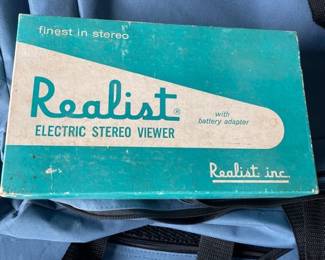 finest in stereo
Realist®
ELECTRIC STEREO VIEWER
with
battery adapter
Realist inc.